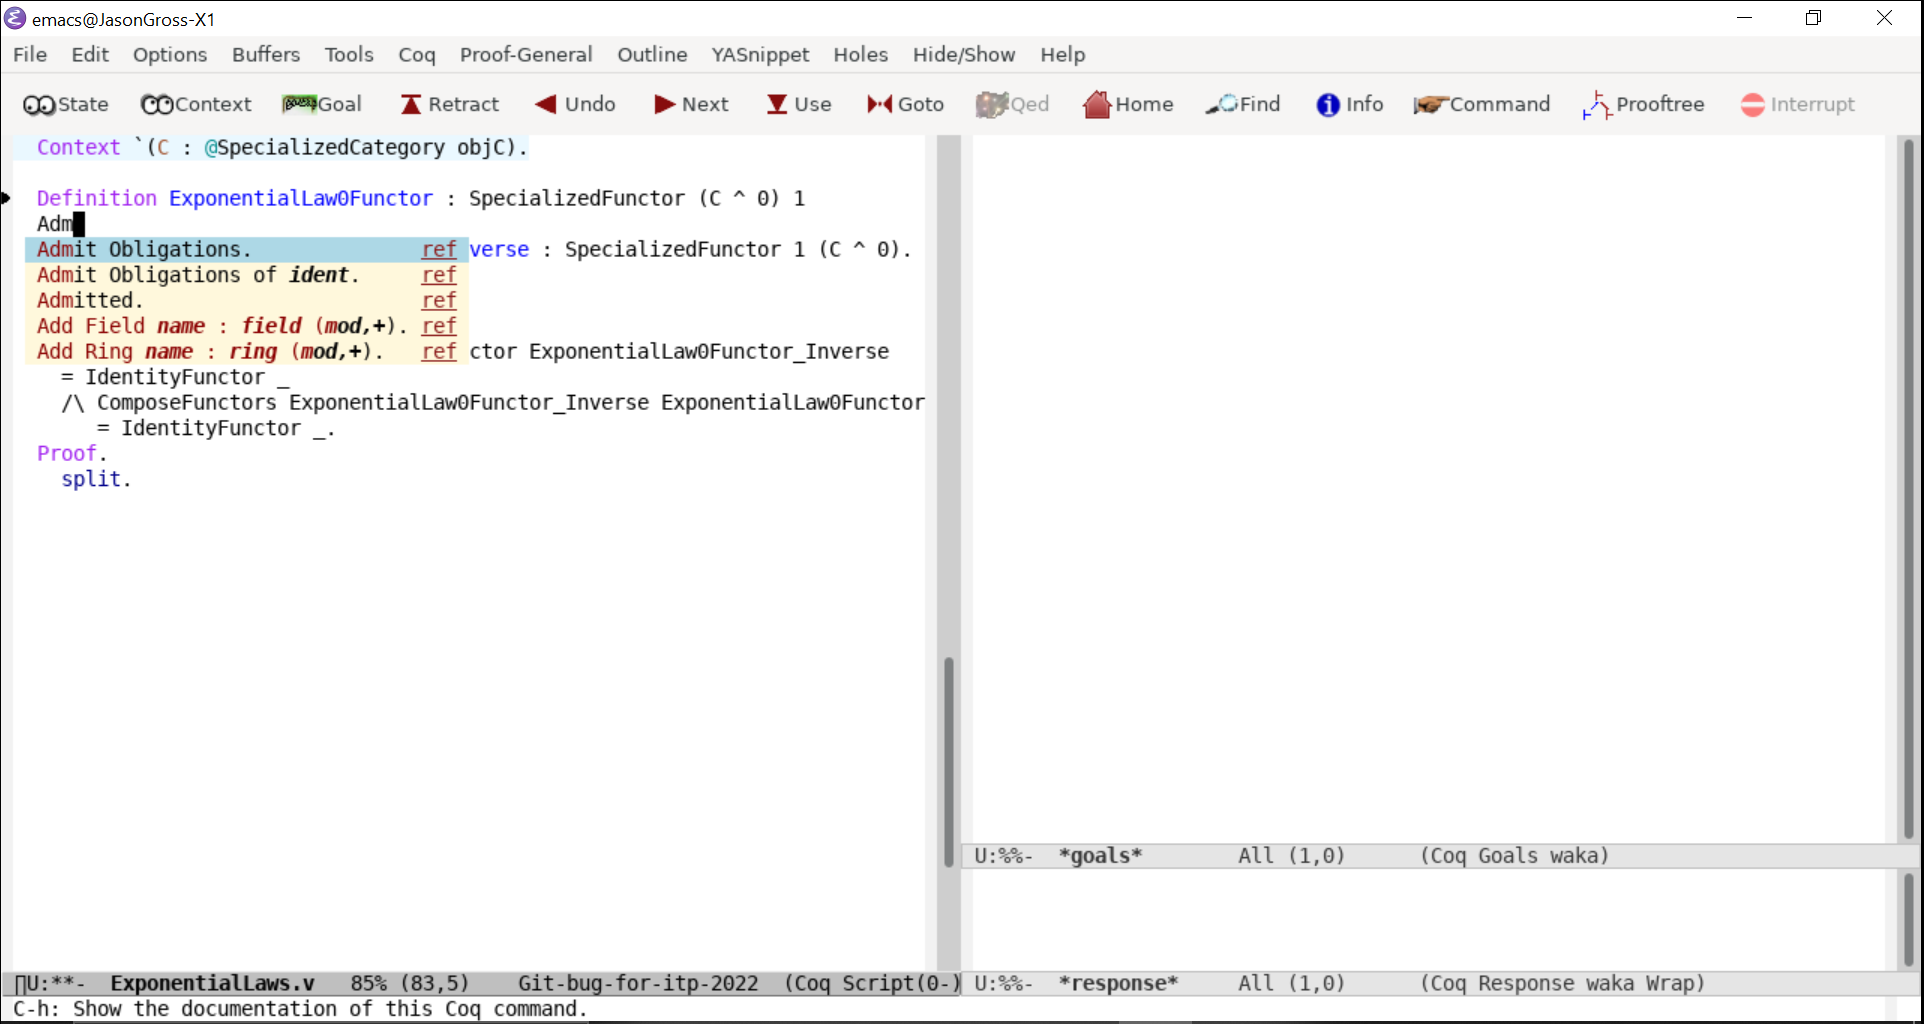 emacs@JasonGross-X1
File Edit Options Buffers Tools Coq Proof-General Outline YASnippet Holes Hide/Show Help
State Context Goal Retract Undo Next Use Goto Qed Home Find Info Command Prooftree Interrupt
Context `(C : @SpecializedCategory objC).
Definition ExponentialLaw0Functor : SpecializedFunctor (C ^ 0) 1
Adm
Admit Obligations. ref verse : SpecializedFunctor 1 (C ^ 0).
Admit Obligations of ident. ref
Admitted. ref
Add Field name : field (mod,+). ref
Add Ring name : ring (mod,+). ref ctor ExponentialLaw0Functor_Inverse
= IdentityFunctor _
/\ ComposeFunctors ExponentialLaw0Functor_Inverse ExponentialLaw0Functor
= IdentityFunctor _.
Proof.
split.
U:%%- *goals* All (1,0) (Coq Goals waka)
U:**- ExponentialLaws.v 85% (83,5) Git-bug-for-itp-2022 (Coq Script(0-)
U:%%- *response* All (1,0) (Coq Response waka Wrap)
C-h: Show the documentation of this Coq command.